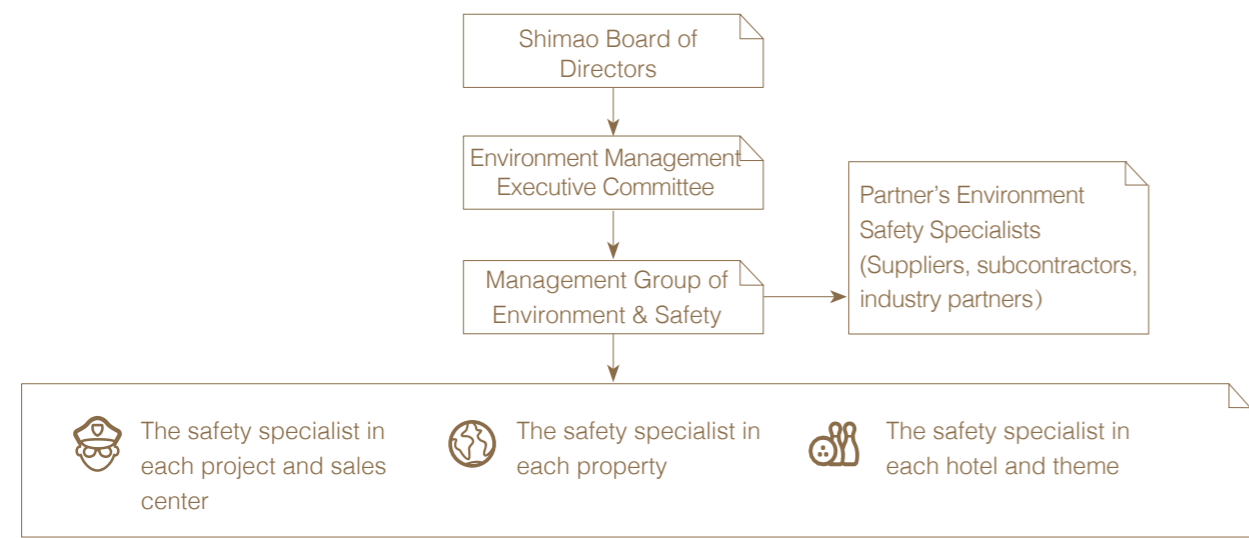 Shimao Board of
Directors
Environment Management
Executive Committee
Management Group of
Environment & Safety
Partner’s Environment
Safety Specialists
(Suppliers, subcontractors,
industry partners）
The safety specialist in
each project and sales
center
The safety specialist in
each property
The safety specialist in
each hotel and theme